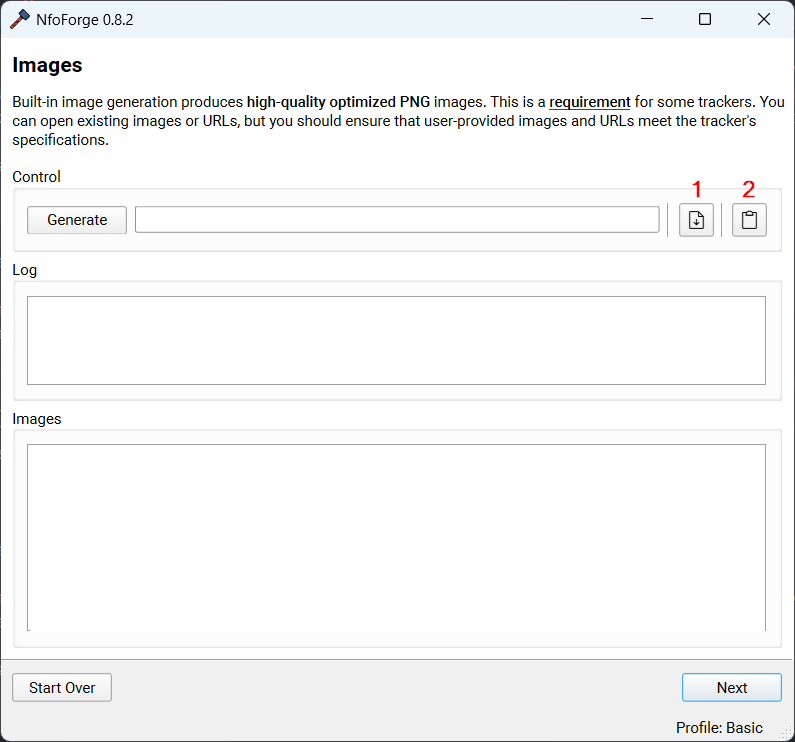 NfoForge 0.8.2
Images
Built-in image generation produces high-quality optimized PNG images. This is a requirement for some trackers. You
can open existing images or URLs, but you should ensure that user-provided images and URLs meet the tracker's
specifications.
Control
1 2
Generate
Log
Images
Start Over Next
Profile: Basic